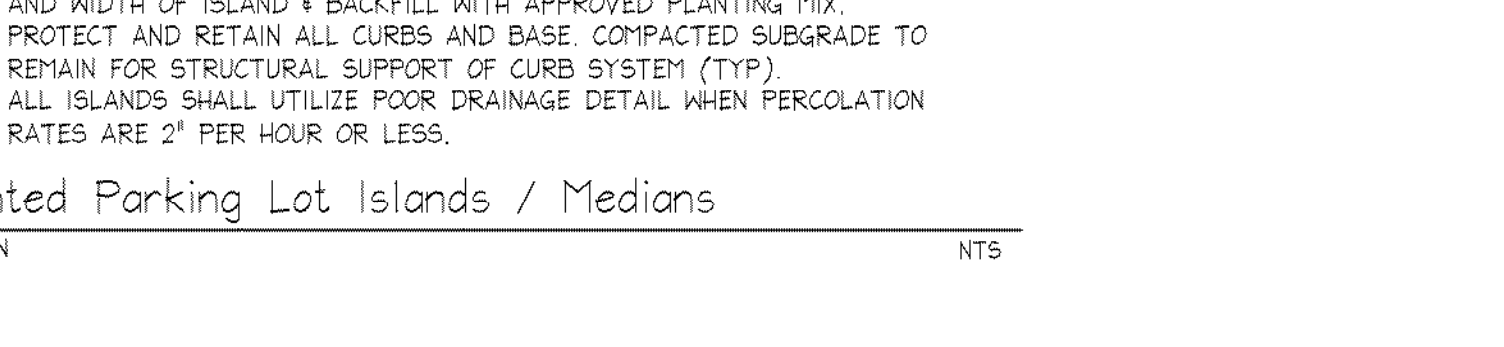 AND WIDTH OF ISLAND & BACKFILL WITH APPROVED PLANTING MIX.
PROTECT AND RETAIN ALL CURBS AND BASE. COMPACTED SUBGRADE TO
REMAIN FOR STRUCTURAL SUPPORT OF CURB SYSTEM (TYP).
ALL ISLANDS SHALL UTILIZE POOR DRAINAGE DETAIL WHEN PERCOLATION
RATES ARE 2" PER HOUR OR LESS.
ted Parking Lot Islands / Medians
N NTS